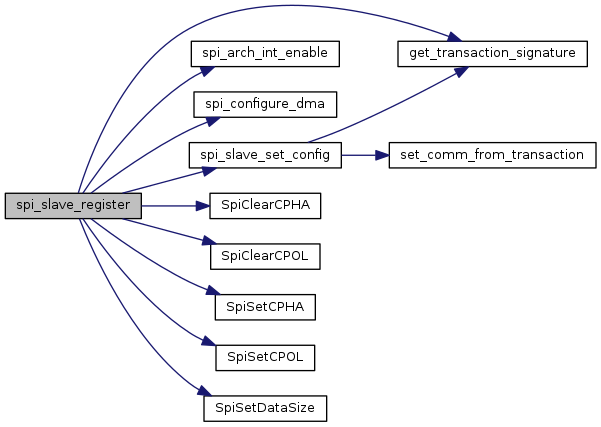 get_transaction_signature
spi_arch_int_enable
spi_configure_dma
spi_slave_set_config
set_comm_from_transaction
spi_slave_register
SpiClearCPHA
SpiClearCPOL
SpiSetCPHA
SpiSetCPOL
SpiSetDataSize